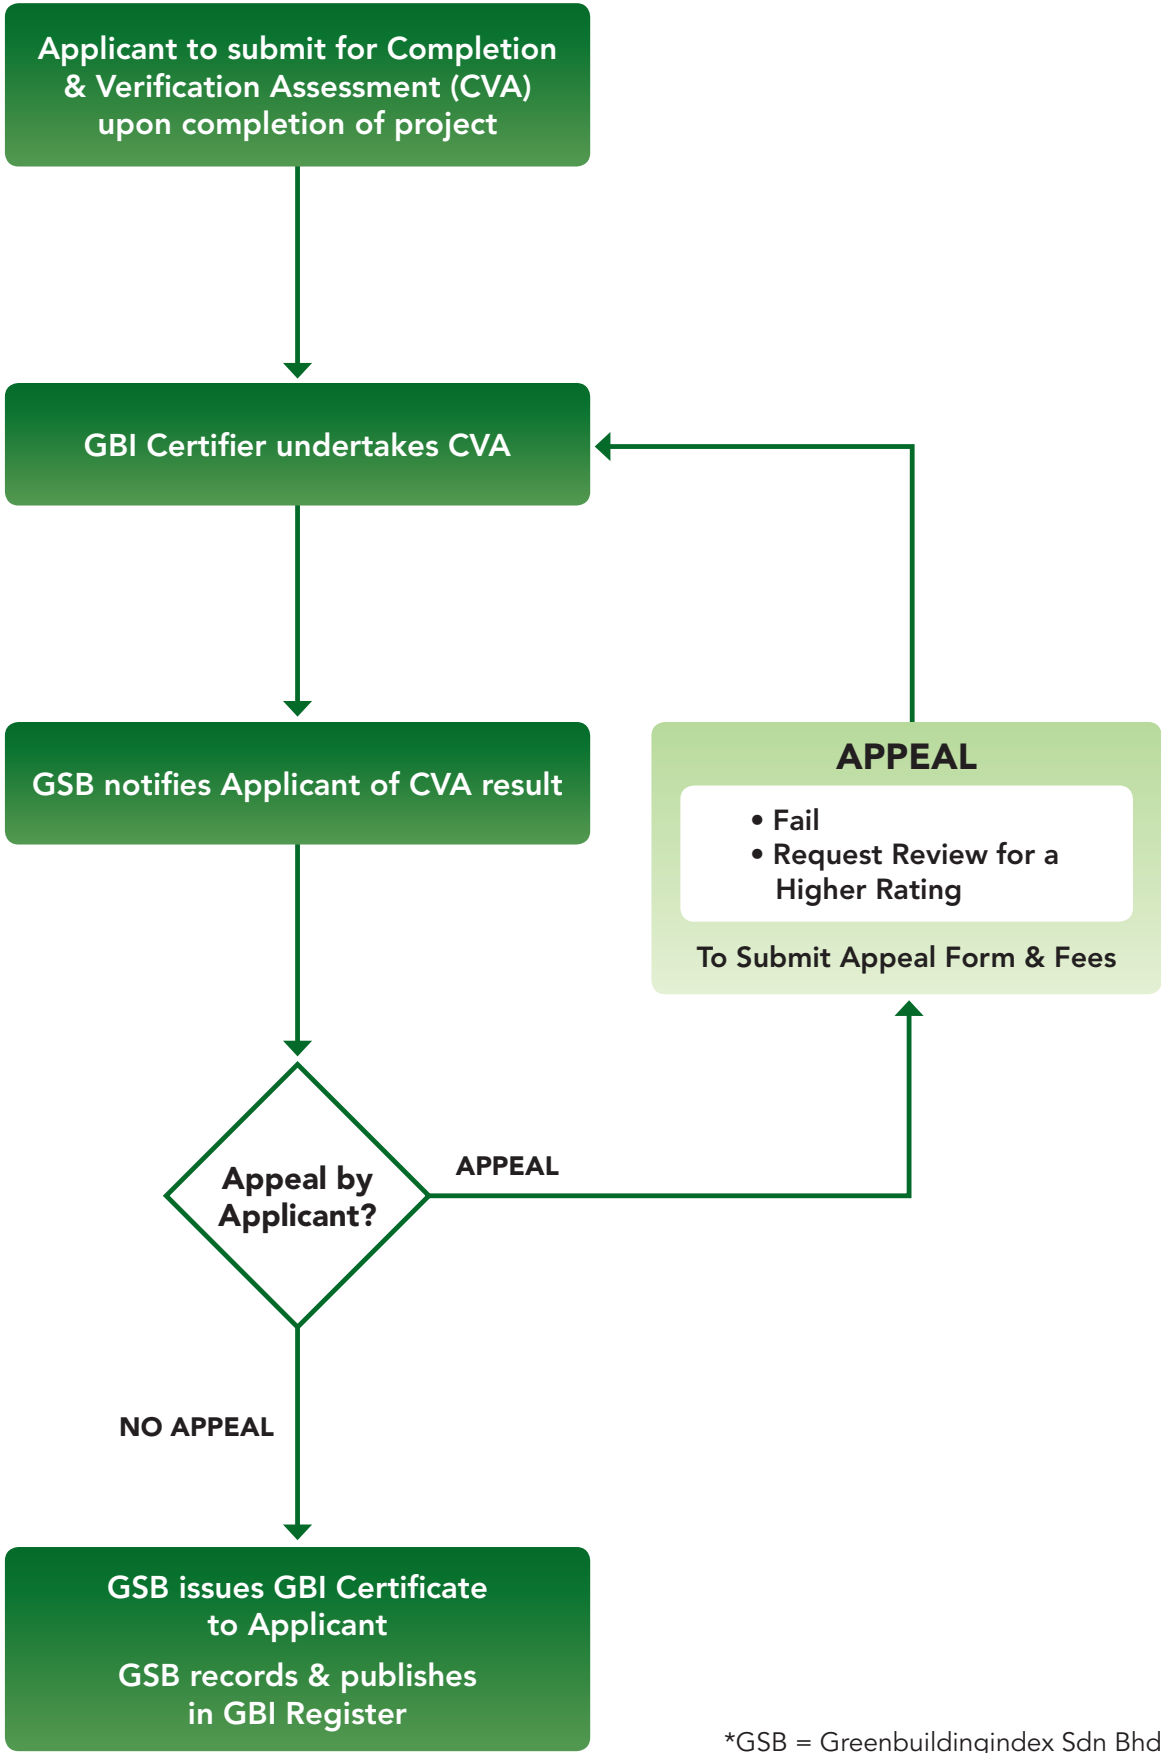 Applicant to submit for Completion
& Verification Assessment (CVA)
upon completion of project
GBI Certifier undertakes CVA
GSB notifies Applicant of CVA result
APPEAL
• Fail
• Request Review for a
Higher Rating
To Submit Appeal Form & Fees
Appeal by
Applicant?
APPEAL
NO APPEAL
GSB issues GBI Certificate
to Applicant
GSB records & publishes
in GBI Register
*GSB = Greenbuildingindex Sdn Bhd